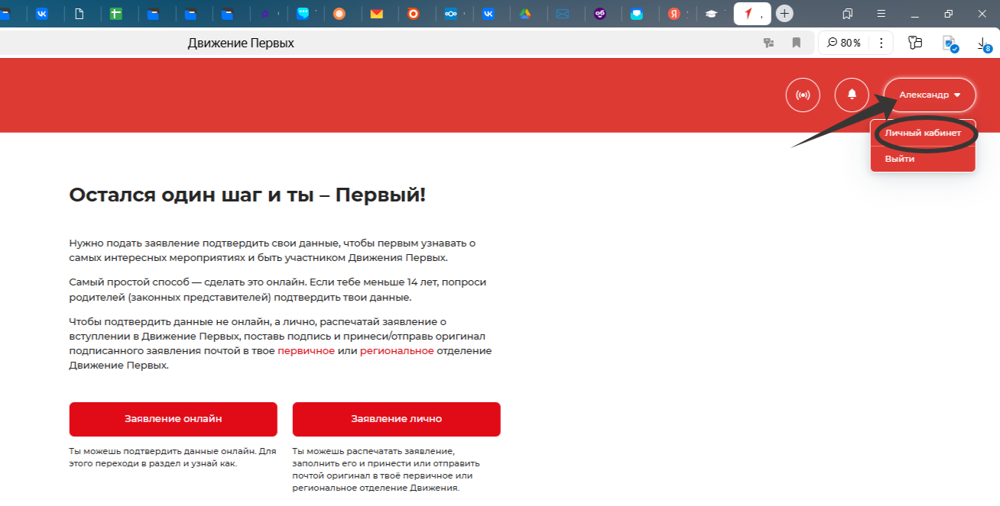 Движение Первых
80 %
8
Александр
Личный кабинет
Выйти
Остался один шаг и ты – Первый!
Нужно подать заявление подтвердить свои данные, чтобы первым узнавать о
самых интересных мероприятиях и быть участником Движения Первых.
Самый простой способ — сделать это онлайн. Если тебе меньше 14 лет, попроси
родителей (законных представителей) подтвердить твои данные.
Чтобы подтвердить данные не онлайн, а лично, распечатай заявление о
вступлении в Движение Первых, поставь подпись и принеси/отправь оригинал
подписанного заявления почтой в твое первичное или региональное отделение
Движение Первых.
Заявление онлайн
Заявление лично
Ты можешь подтвердить данные онлайн. Для
этого переходи в раздел и узнай как.
Ты можешь распечатать заявление,
заполнить его и принести или отправить
почтой оригинал в твоё первичное или
региональное отделение Движения.